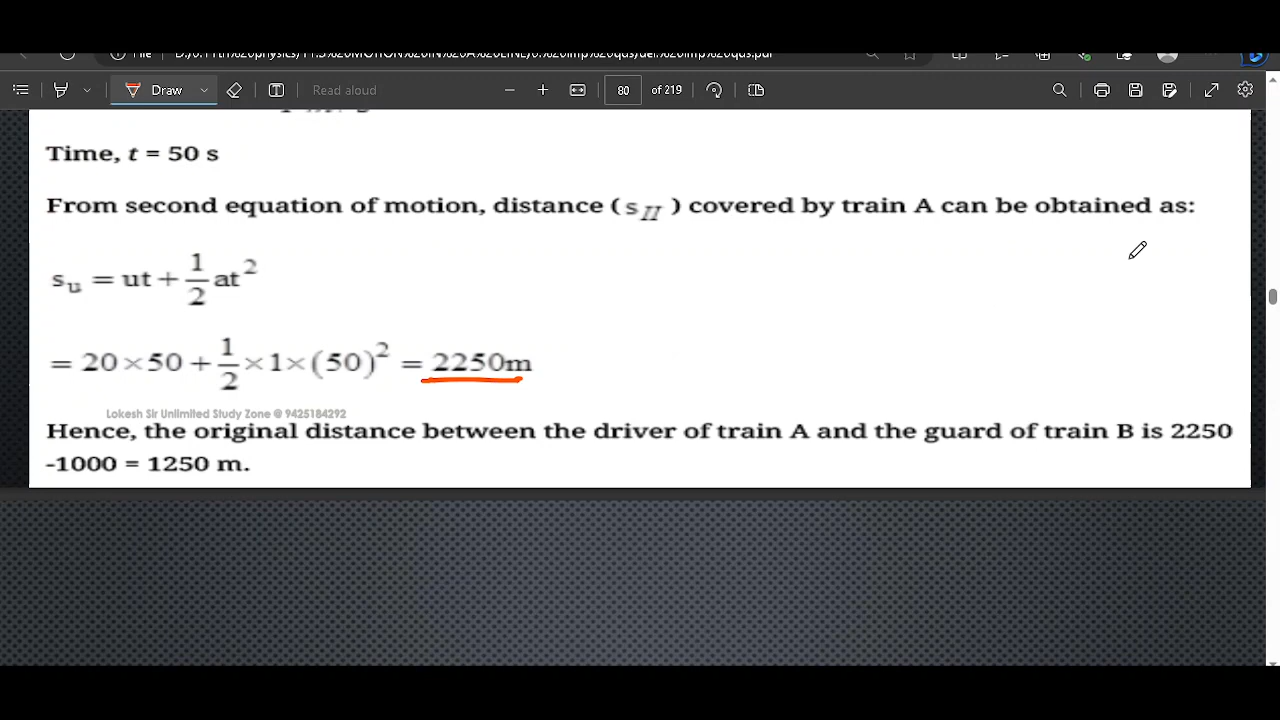 Draw
Read aloud
80 of 219
Time, t = 50 s
From second equation of motion, distance ( s_II ) covered by train A can be obtained as:
s_u = ut + 1/2 at²
= 20 × 50 + 1/2 × 1 × (50)² = 2250m
Lokesh Sir Unlimited Study Zone @ 9425184292
Hence, the original distance between the driver of train A and the guard of train B is 2250
-1000 = 1250 m.